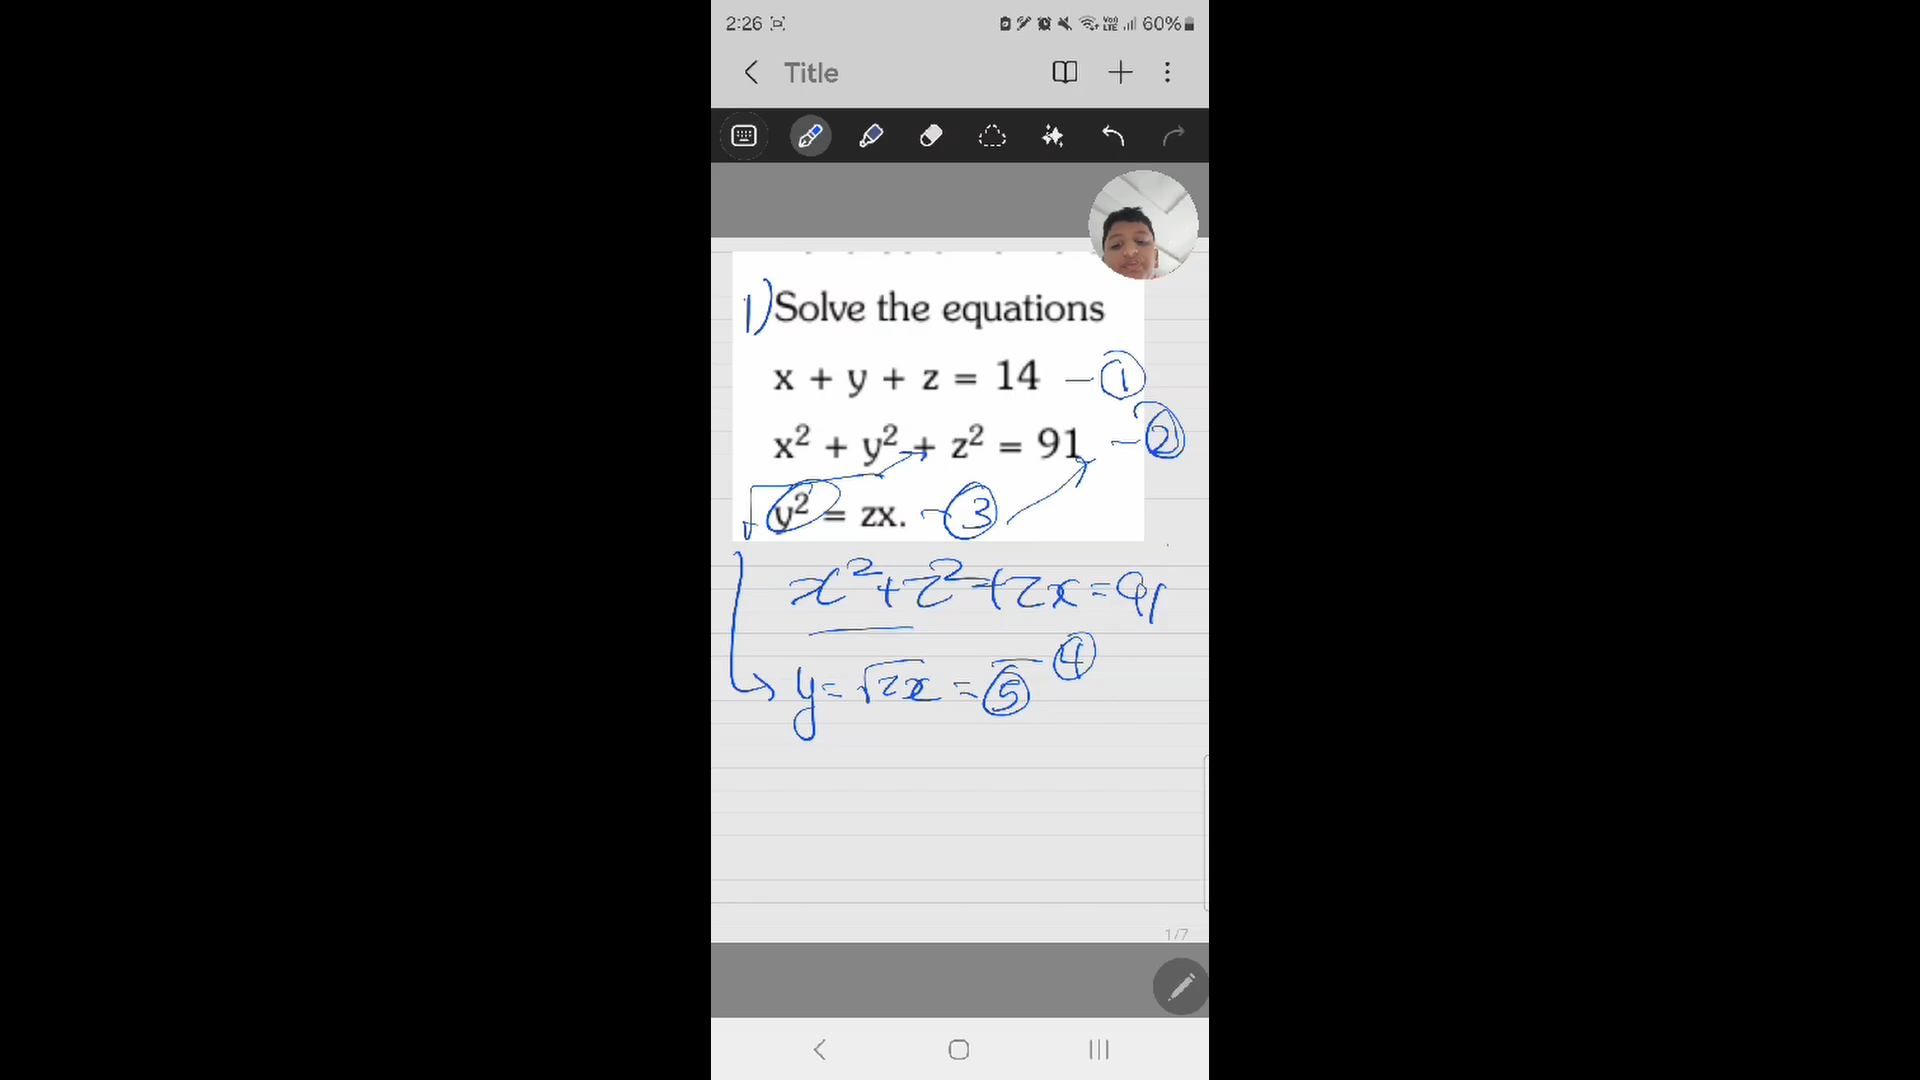 2:26 60%
Title
1) Solve the equations
x + y + z = 14 — ①
x² + y² + z² = 91 — ②
√y² = zx. — ③
x² + z² + zx = 91
④
y = √zx = ⑤
1/7